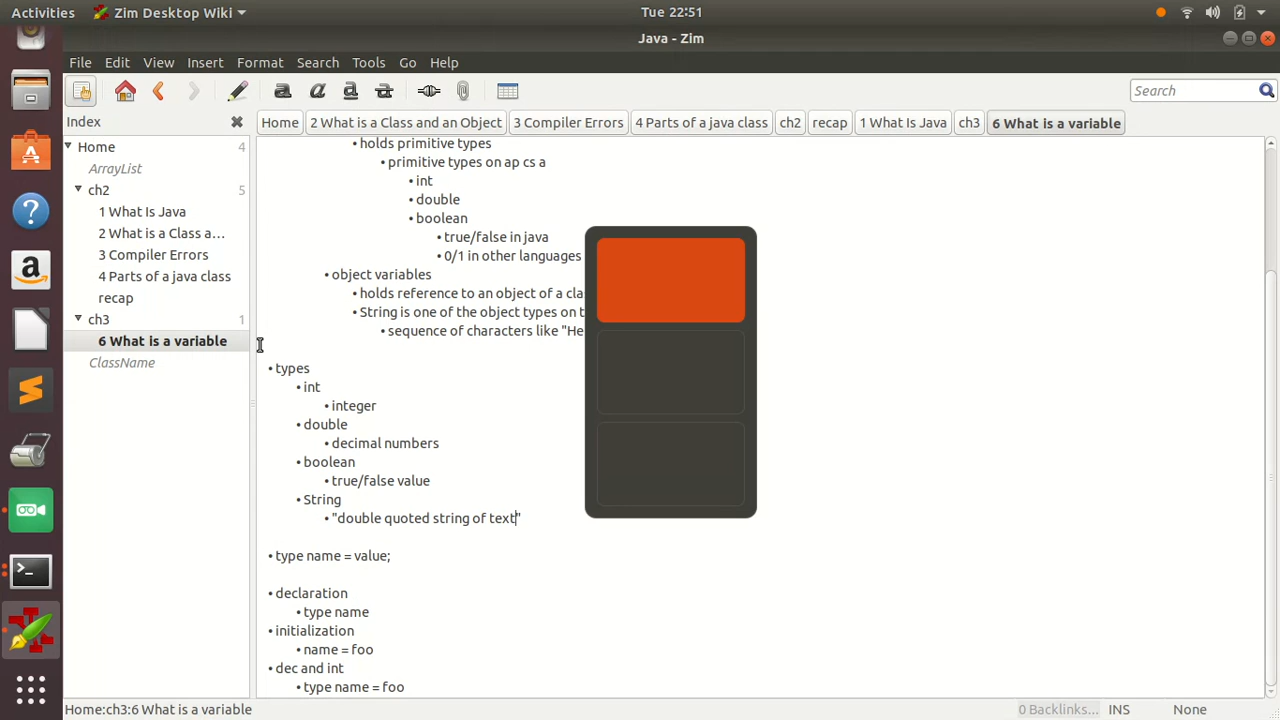 Activities
Zim Desktop Wiki
Tue 22:51
Java - Zim
File Edit View Insert Format Search Tools Go Help
a a a a
Search
Index
Home 2 What is a Class and an Object 3 Compiler Errors 4 Parts of a java class ch2 recap 1 What Is Java ch3 6 What is a variable
Home 4
ArrayList
ch2 5
1 What Is Java
2 What is a Class a...
3 Compiler Errors
4 Parts of a java class
recap
ch3 1
6 What is a variable
ClassName
• holds primitive types
• primitive types on ap cs a
• int
• double
• boolean
• true/false in java
• 0/1 in other languages
• object variables
• holds reference to an object of a cla
• String is one of the object types on t
• sequence of characters like "He
• types
• int
• integer
• double
• decimal numbers
• boolean
• true/false value
• String
• "double quoted string of text"
• type name = value;
• declaration
• type name
• initialization
• name = foo
• dec and int
• type name = foo
Home:ch3:6 What is a variable
0 Backlinks...
INS
None